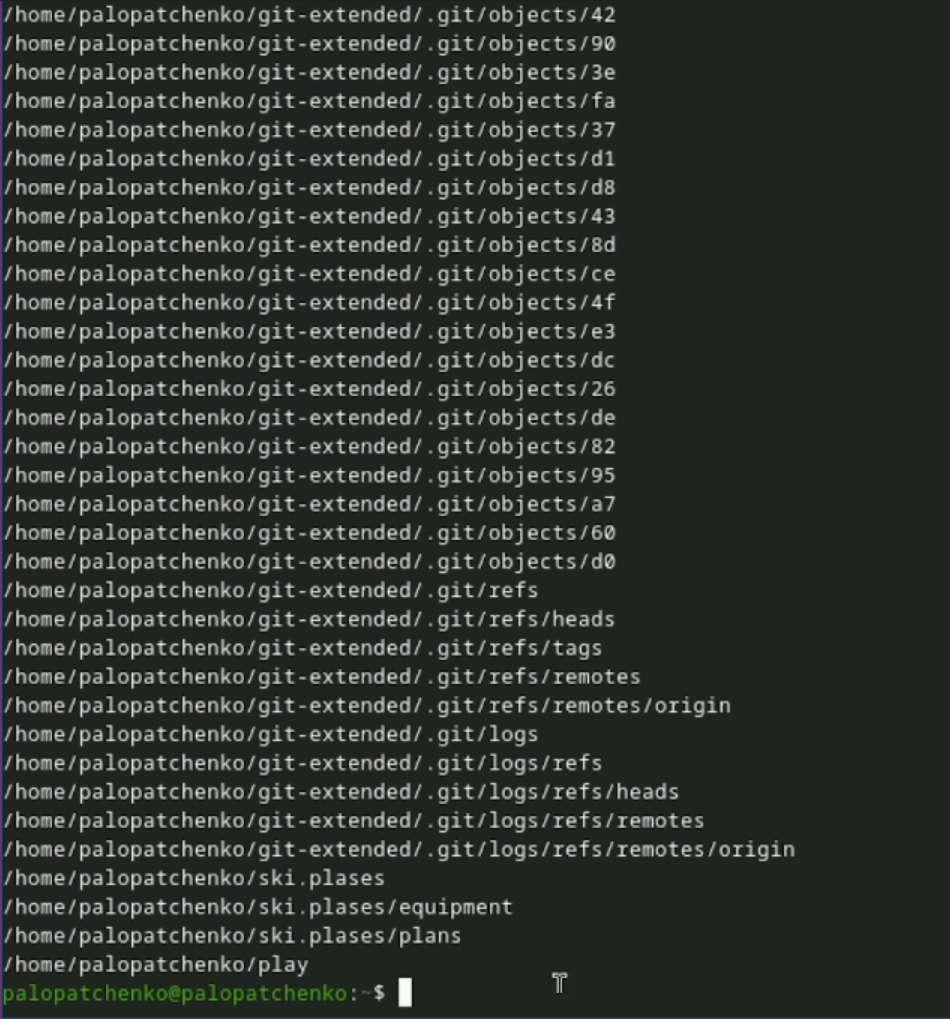 /home/palopatchenko/git-extended/.git/objects/42
/home/palopatchenko/git-extended/.git/objects/90
/home/palopatchenko/git-extended/.git/objects/3e
/home/palopatchenko/git-extended/.git/objects/fa
/home/palopatchenko/git-extended/.git/objects/37
/home/palopatchenko/git-extended/.git/objects/d1
/home/palopatchenko/git-extended/.git/objects/d8
/home/palopatchenko/git-extended/.git/objects/43
/home/palopatchenko/git-extended/.git/objects/8d
/home/palopatchenko/git-extended/.git/objects/ce
/home/palopatchenko/git-extended/.git/objects/4f
/home/palopatchenko/git-extended/.git/objects/e3
/home/palopatchenko/git-extended/.git/objects/dc
/home/palopatchenko/git-extended/.git/objects/26
/home/palopatchenko/git-extended/.git/objects/de
/home/palopatchenko/git-extended/.git/objects/82
/home/palopatchenko/git-extended/.git/objects/95
/home/palopatchenko/git-extended/.git/objects/a7
/home/palopatchenko/git-extended/.git/objects/60
/home/palopatchenko/git-extended/.git/objects/d0
/home/palopatchenko/git-extended/.git/refs
/home/palopatchenko/git-extended/.git/refs/heads
/home/palopatchenko/git-extended/.git/refs/tags
/home/palopatchenko/git-extended/.git/refs/remotes
/home/palopatchenko/git-extended/.git/refs/remotes/origin
/home/palopatchenko/git-extended/.git/logs
/home/palopatchenko/git-extended/.git/logs/refs
/home/palopatchenko/git-extended/.git/logs/refs/heads
/home/palopatchenko/git-extended/.git/logs/refs/remotes
/home/palopatchenko/git-extended/.git/logs/refs/remotes/origin
/home/palopatchenko/ski.plases
/home/palopatchenko/ski.plases/equipment
/home/palopatchenko/ski.plases/plans
/home/palopatchenko/play
palopatchenko@palopatchenko:~$